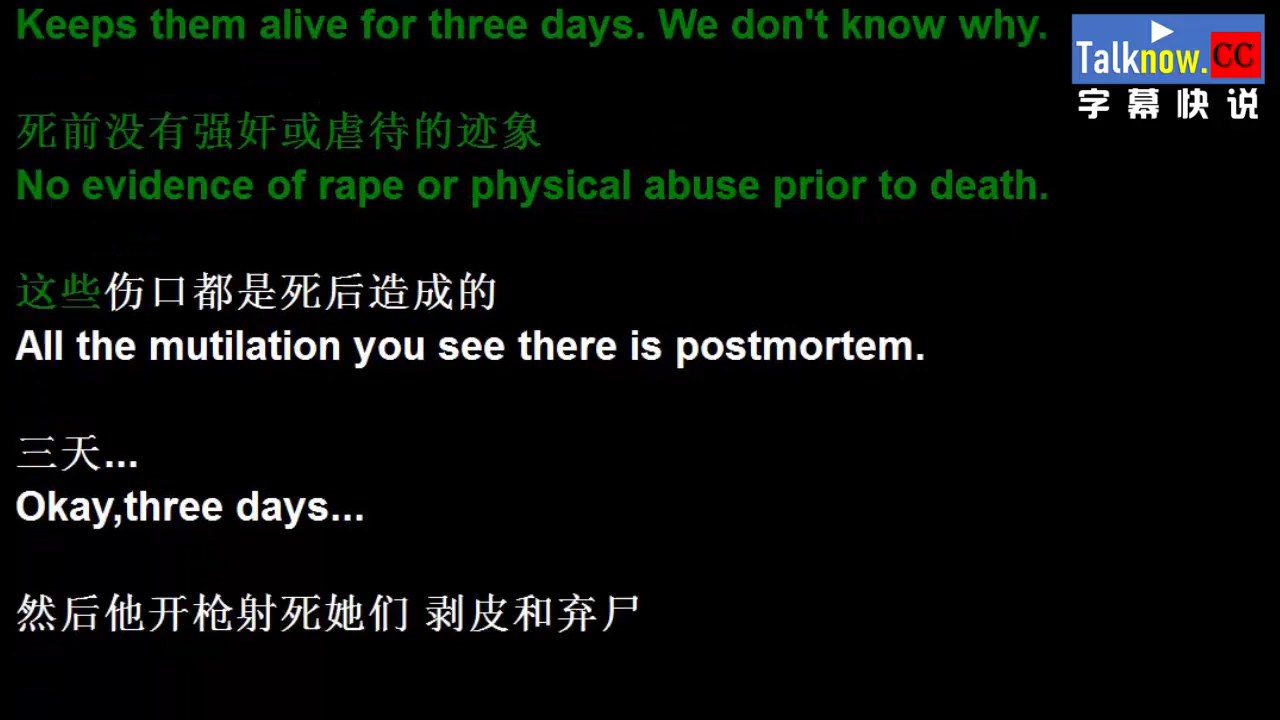 Keeps them alive for three days. We don't know why.
Talknow.CC
字幕快说
死前没有强奸或虐待的迹象
No evidence of rape or physical abuse prior to death.
这些伤口都是死后造成的
All the mutilation you see there is postmortem.
三天...
Okay,three days...
然后他开枪射死她们 剥皮和弃尸